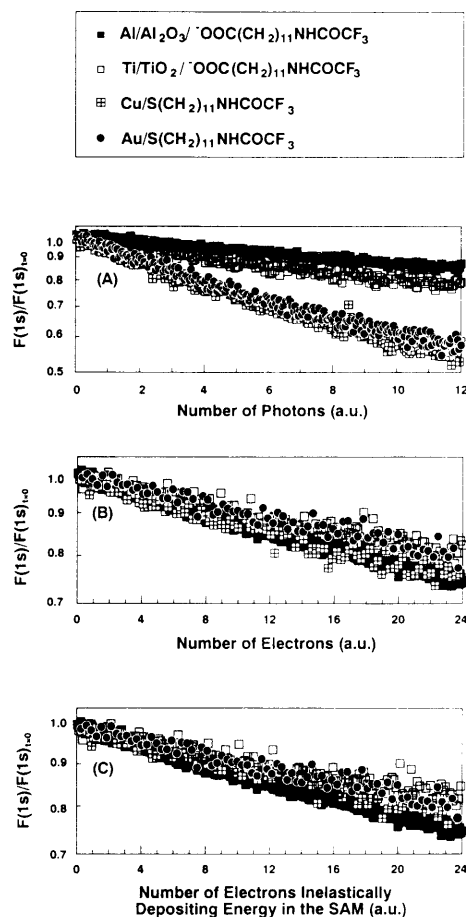 ■ Al/Al₂O₃/ ⁻OOC(CH₂)₁₁NHCOCF₃
□ Ti/TiO₂/ ⁻OOC(CH₂)₁₁NHCOCF₃
⊞ Cu/S(CH₂)₁₁NHCOCF₃
● Au/S(CH₂)₁₁NHCOCF₃
F(1s)/F(1s)t=0
1.0
0.9
0.8
0.7
0.6
0.5
(A)
0 2 4 6 8 10 12
Number of Photons (a.u.)
F(1s)/F(1s)t=0
1.0
0.9
0.8
0.7
(B)
0 4 8 12 16 20 24
Number of Electrons (a.u.)
F(1s)/F(1s)t=0
1.0
0.9
0.8
0.7
(C)
0 4 8 12 16 20 24
Number of Electrons Inelastically
Depositing Energy in the SAM (a.u.)